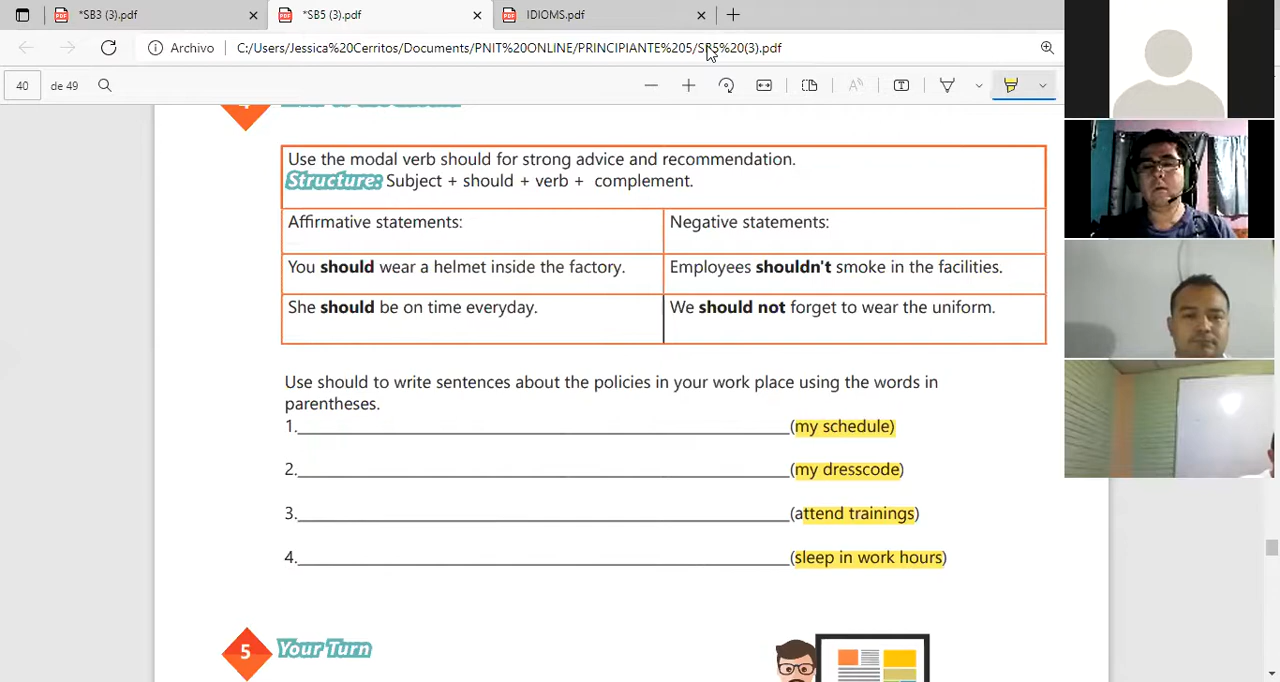 *SB3 (3).pdf
*SB5 (3).pdf
IDIOMS.pdf
Archivo
C:/Users/Jessica%20Cerritos/Documents/PNIT%20ONLINE/PRINCIPIANTE%205/SB5%20(3).pdf
40 de 49
Use the modal verb should for strong advice and recommendation.
Structure: Subject + should + verb + complement.
Affirmative statements:
Negative statements:
You should wear a helmet inside the factory.
Employees shouldn't smoke in the facilities.
She should be on time everyday.
We should not forget to wear the uniform.
Use should to write sentences about the policies in your work place using the words in
parentheses.
1.______________________________(my schedule)
2.______________________________(my dresscode)
3.______________________________(attend trainings)
4.______________________________(sleep in work hours)
5 Your Turn